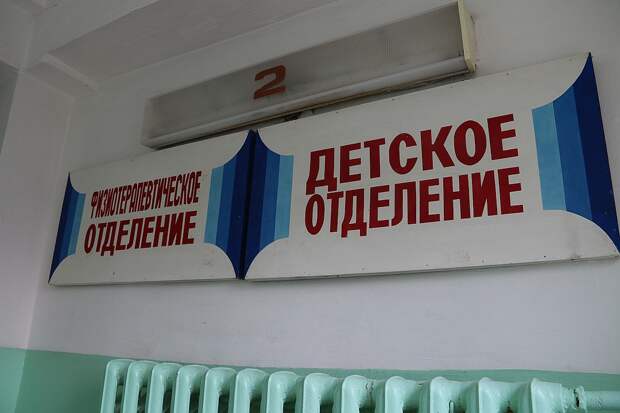 2
ФИЗИОТЕРАПЕВТИЧЕСКОЕ
ОТДЕЛЕНИЕ
ДЕТСКОЕ
ОТДЕЛЕНИЕ